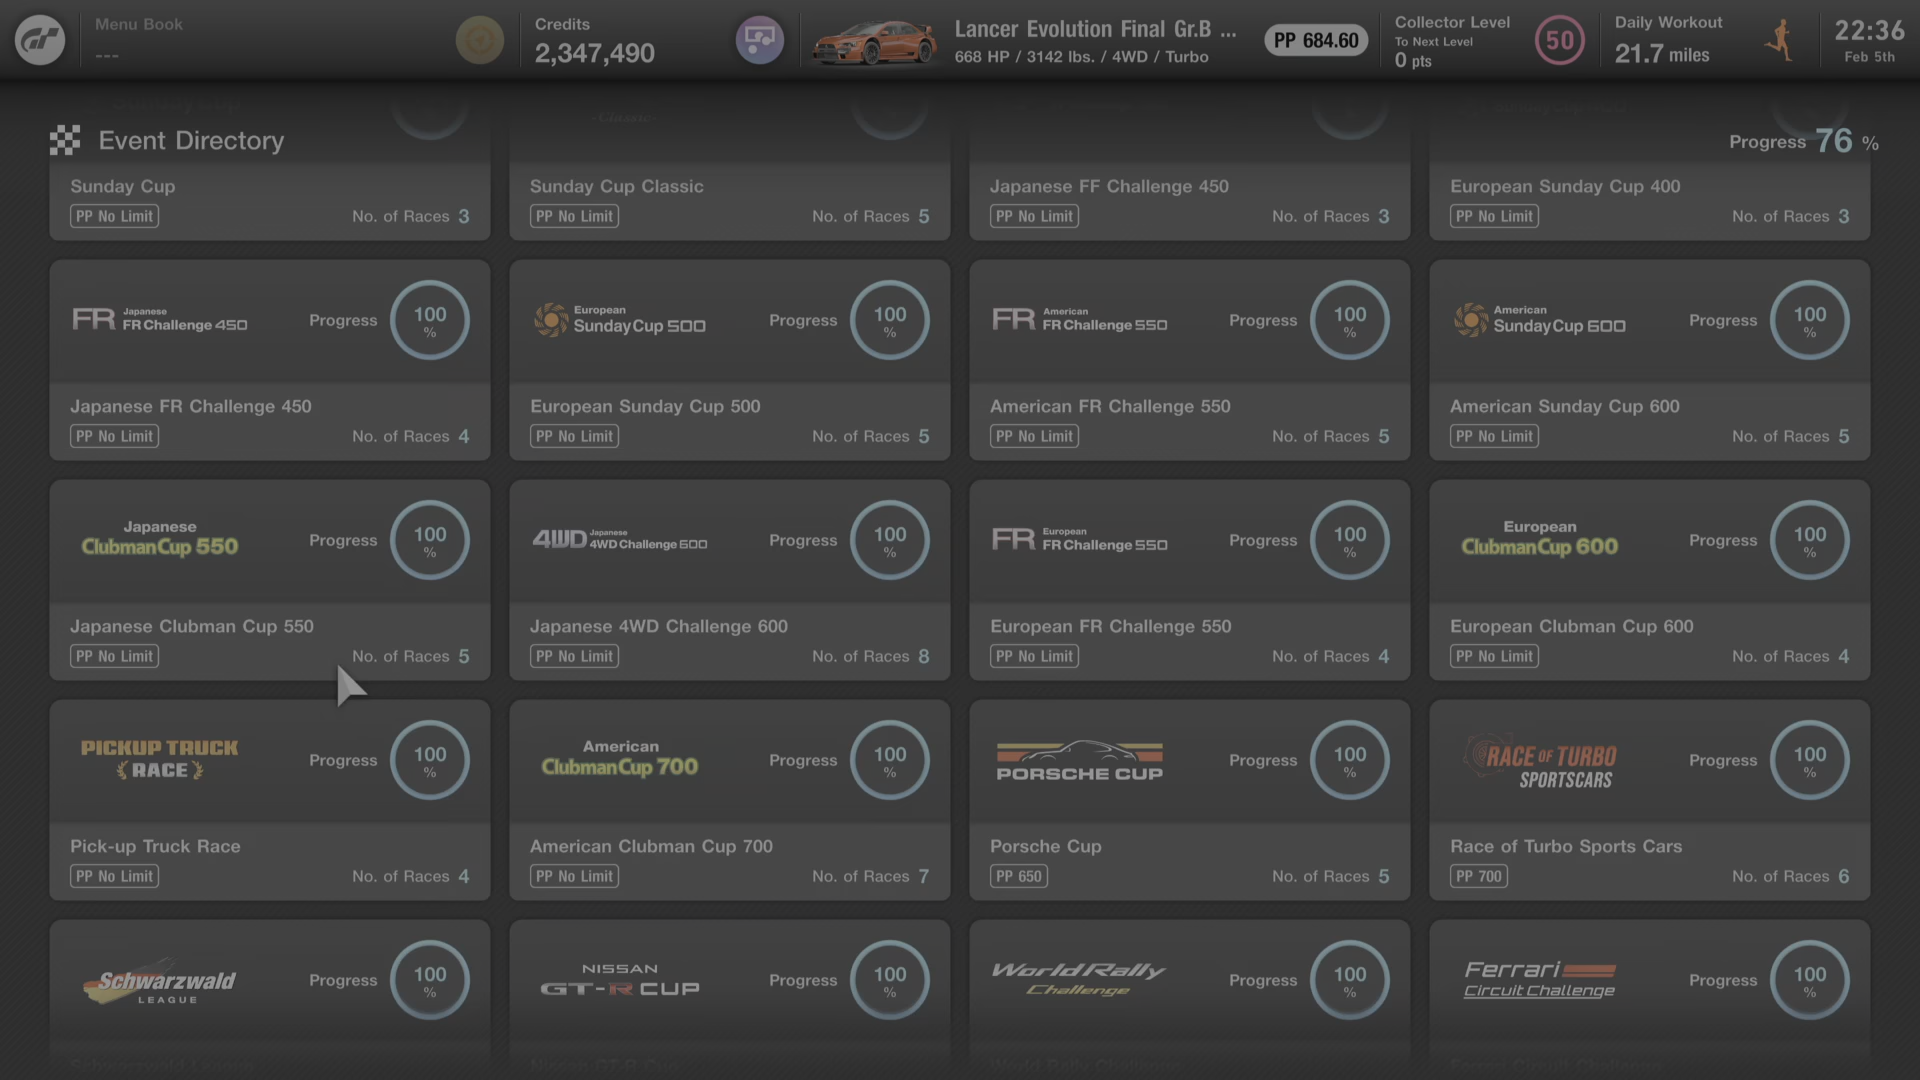 Menu Book
---
Credits
2,347,490
Lancer Evolution Final Gr.B ...
668 HP / 3142 lbs. / 4WD / Turbo
PP 684.60
Collector Level
To Next Level
0 pts
50
Daily Workout
21.7 miles
22:36
Feb 5th
Event Directory
Progress 76 %
Sunday Cup
PP No Limit
No. of Races 3
-Classic-
Sunday Cup Classic
PP No Limit
No. of Races 5
Japanese FF Challenge 450
PP No Limit
No. of Races 3
European Sunday Cup 400
PP No Limit
No. of Races 3
FR Japanese
FR Challenge 450
Progress
100
%
Japanese FR Challenge 450
PP No Limit
No. of Races 4
European
Sunday Cup 500
Progress
100
%
European Sunday Cup 500
PP No Limit
No. of Races 5
FR American
FR Challenge 550
Progress
100
%
American FR Challenge 550
PP No Limit
No. of Races 5
American
Sunday Cup 600
Progress
100
%
American Sunday Cup 600
PP No Limit
No. of Races 5
Japanese
Clubman Cup 550
Progress
100
%
Japanese Clubman Cup 550
PP No Limit
No. of Races 5
4WD Japanese
4WD Challenge 600
Progress
100
%
Japanese 4WD Challenge 600
PP No Limit
No. of Races 8
FR European
FR Challenge 550
Progress
100
%
European FR Challenge 550
PP No Limit
No. of Races 4
European
Clubman Cup 600
Progress
100
%
European Clubman Cup 600
PP No Limit
No. of Races 4
PICKUP TRUCK
RACE
Progress
100
%
Pick-up Truck Race
PP No Limit
No. of Races 4
American
Clubman Cup 700
Progress
100
%
American Clubman Cup 700
PP No Limit
No. of Races 7
PORSCHE CUP
Progress
100
%
Porsche Cup
PP 650
No. of Races 5
RACE OF TURBO
SPORTSCARS
Progress
100
%
Race of Turbo Sports Cars
PP 700
No. of Races 6
Schwarzwald
LEAGUE
Progress
100
%
Schwarzwald League
NISSAN
GT-R CUP
Progress
100
%
Nissan GT-R Cup
World Rally
Challenge
Progress
100
%
World Rally Challenge
Ferrari
Circuit Challenge
Progress
100
%
Ferrari Circuit Challenge